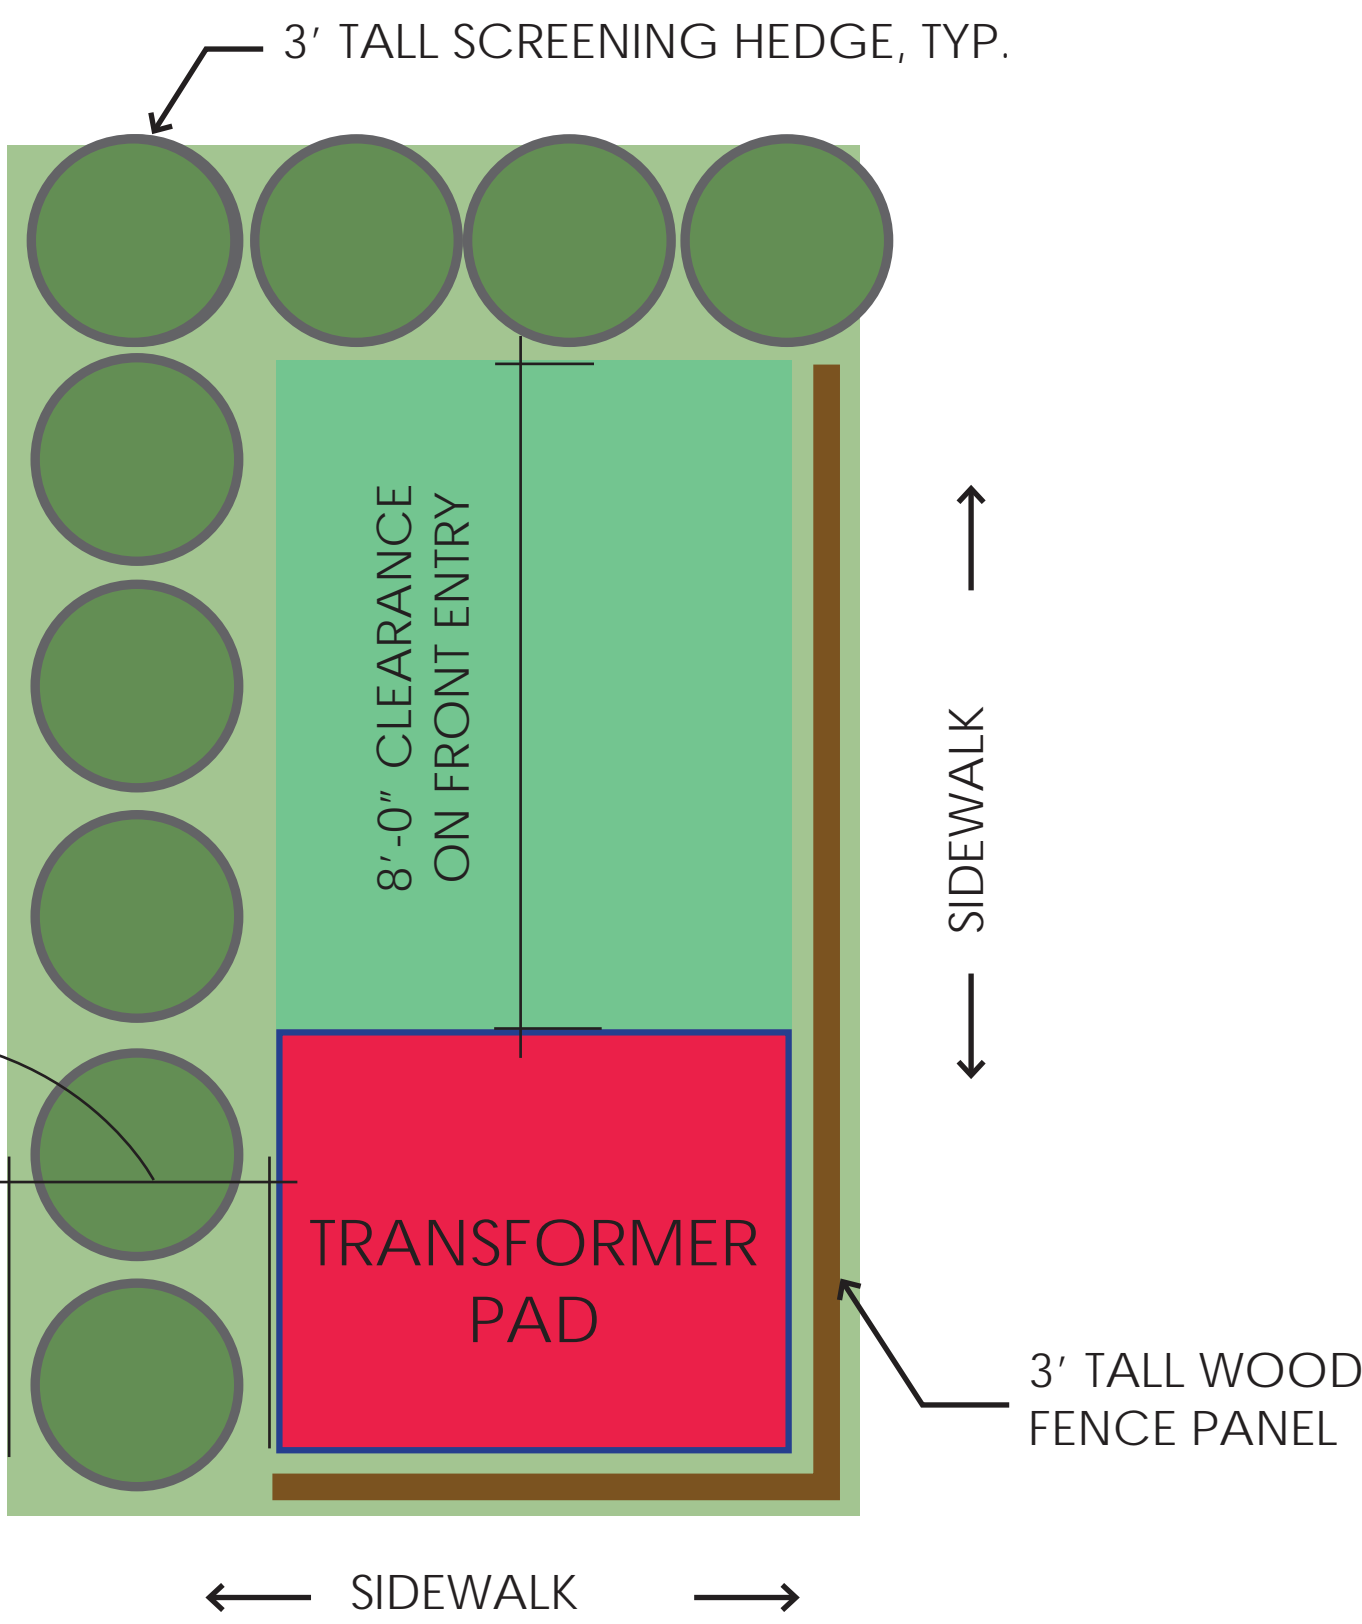 3' TALL SCREENING HEDGE, TYP.
8'-0" CLEARANCE
ON FRONT ENTRY
SIDEWALK
TRANSFORMER
PAD
3' TALL WOOD
FENCE PANEL
SIDEWALK